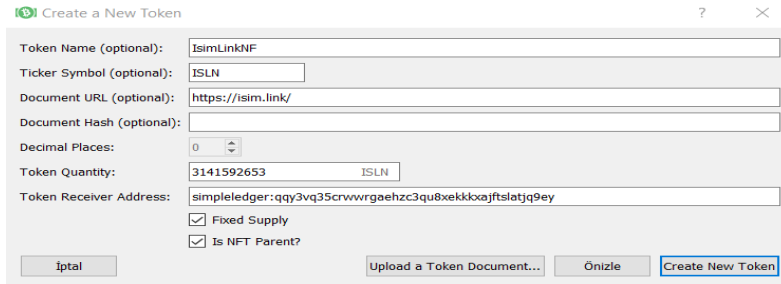 Create a New Token ?
Token Name (optional): IsimLinkNF
Ticker Symbol (optional): ISLN
Document URL (optional): https://isim.link/
Document Hash (optional):
Decimal Places: 0
Token Quantity: 3141592653 ISLN
Token Receiver Address: simpleledger:qqy3vq35crwwrgaehzc3qu8xekkkxajftslatjq9ey
Fixed Supply
Is NFT Parent?
İptal Upload a Token Document... Önizle Create New Token